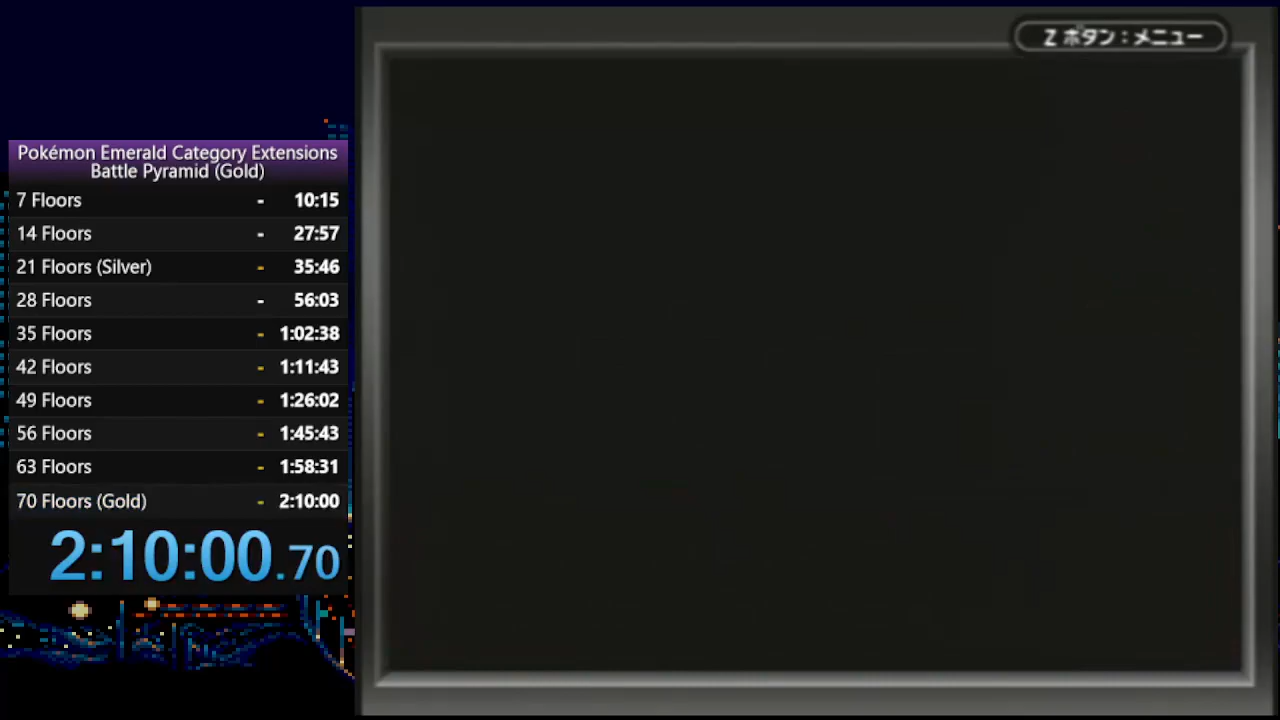 Z ボタン:メニュー
Pokémon Emerald Category Extensions
Battle Pyramid (Gold)
7 Floors - 10:15
14 Floors - 27:57
21 Floors (Silver) - 35:46
28 Floors - 56:03
35 Floors - 1:02:38
42 Floors - 1:11:43
49 Floors - 1:26:02
56 Floors - 1:45:43
63 Floors - 1:58:31
70 Floors (Gold) - 2:10:00
2:10:00.70